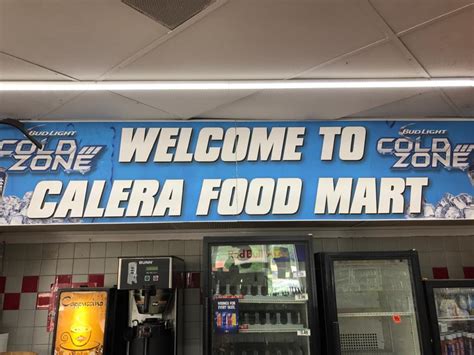 BUD LIGHT
COLD
ZONE
WELCOME TO
CALERA FOOD MART
BUD LIGHT
COLD
ZONE
BUNN